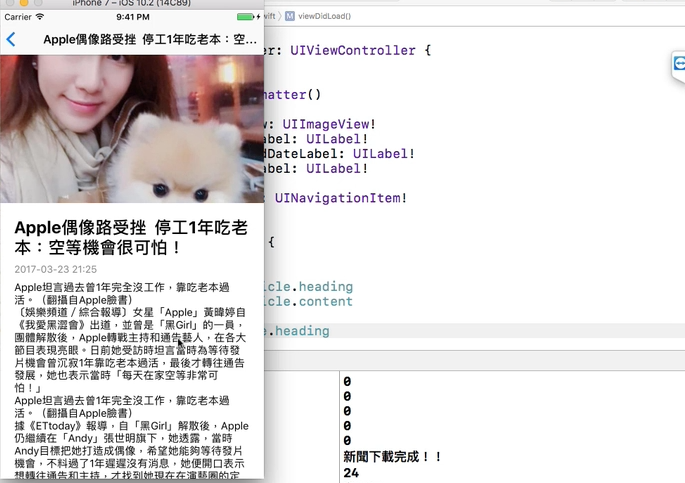 iPhone 7 – iOS 10.2 (14C89)
Carrier
9:41 PM
Apple偶像路受挫 停工1年吃老本：空…
Apple偶像路受挫 停工1年吃老
本：空等機會很可怕！
2017-03-23 21:25
Apple坦言過去曾1年完全沒工作，靠吃老本過
活。（翻攝自Apple臉書）
〔娛樂頻道／綜合報導〕女星「Apple」黃暐婷自
《我愛黑澀會》出道，並曾是「黑Girl」的一員，
團體解散後，Apple轉戰主持和通告藝人，在各大
節目表現亮眼。日前她受訪時坦言當時為等待發
片機會曾沉寂1年靠吃老本過活，最後才轉往通告
發展，她也表示當時「每天在家空等非常可
怕！」
Apple坦言過去曾1年完全沒工作，靠吃老本過
活。（翻攝自Apple臉書）
據《ETtoday》報導，自「黑Girl」解散後，Apple
仍繼續在「Andy」張世明旗下，她透露，當時
Andy目標把她打造成偶像，希望她能夠等待發片
機會，不料過了1年遲遲沒有消息，她便開口表示
想轉往通告和主持，才找到她現在在演藝圈的定
wift 〉 M viewDidLoad()
er: UIViewController {
matter()
w: UIImageView!
abel: UILabel!
dDateLabel: UILabel!
abel: UILabel!
: UINavigationItem!
{
icle.heading
icle.content
e.heading
0
0
0
0
0
新聞下載完成！！
24